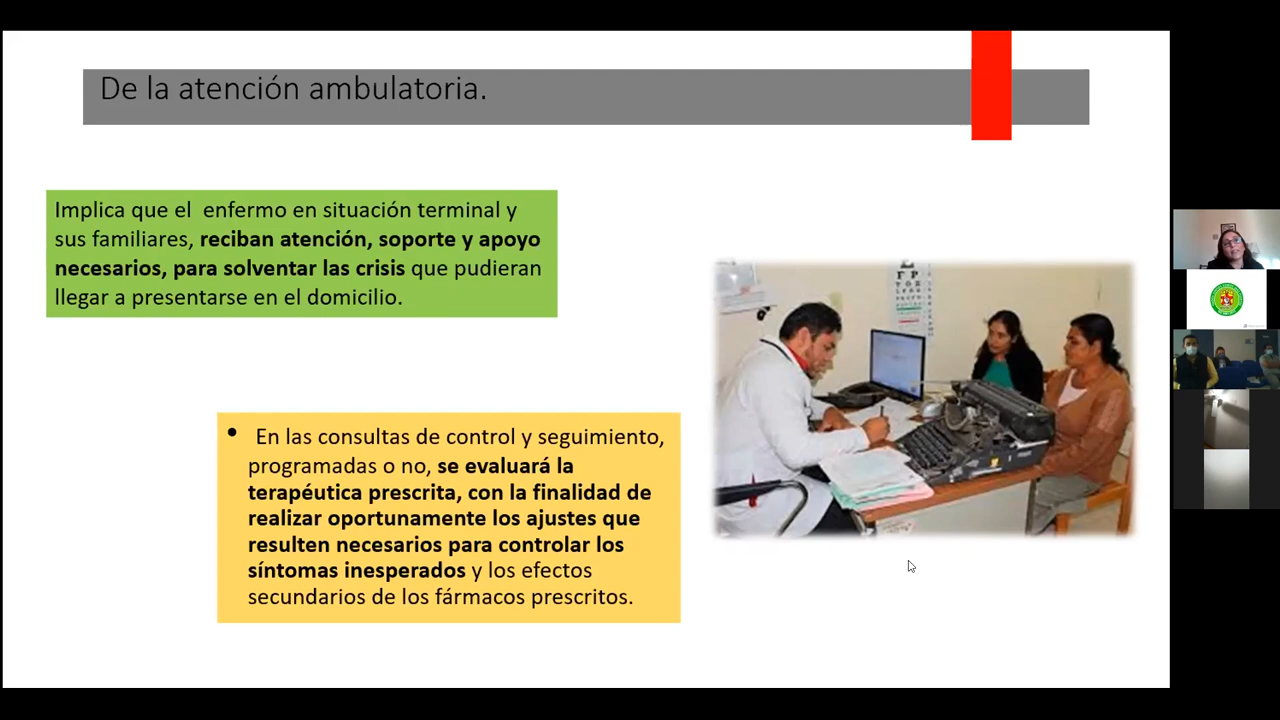 De la atención ambulatoria.
Implica que el  enfermo en situación terminal y
sus familiares, reciban atención, soporte y apoyo
necesarios, para solventar las crisis que pudieran
llegar a presentarse en el domicilio.
• En las consultas de control y seguimiento,
programadas o no, se evaluará la
terapéutica prescrita, con la finalidad de
realizar oportunamente los ajustes que
resulten necesarios para controlar los
síntomas inesperados y los efectos
secundarios de los fármacos prescritos.